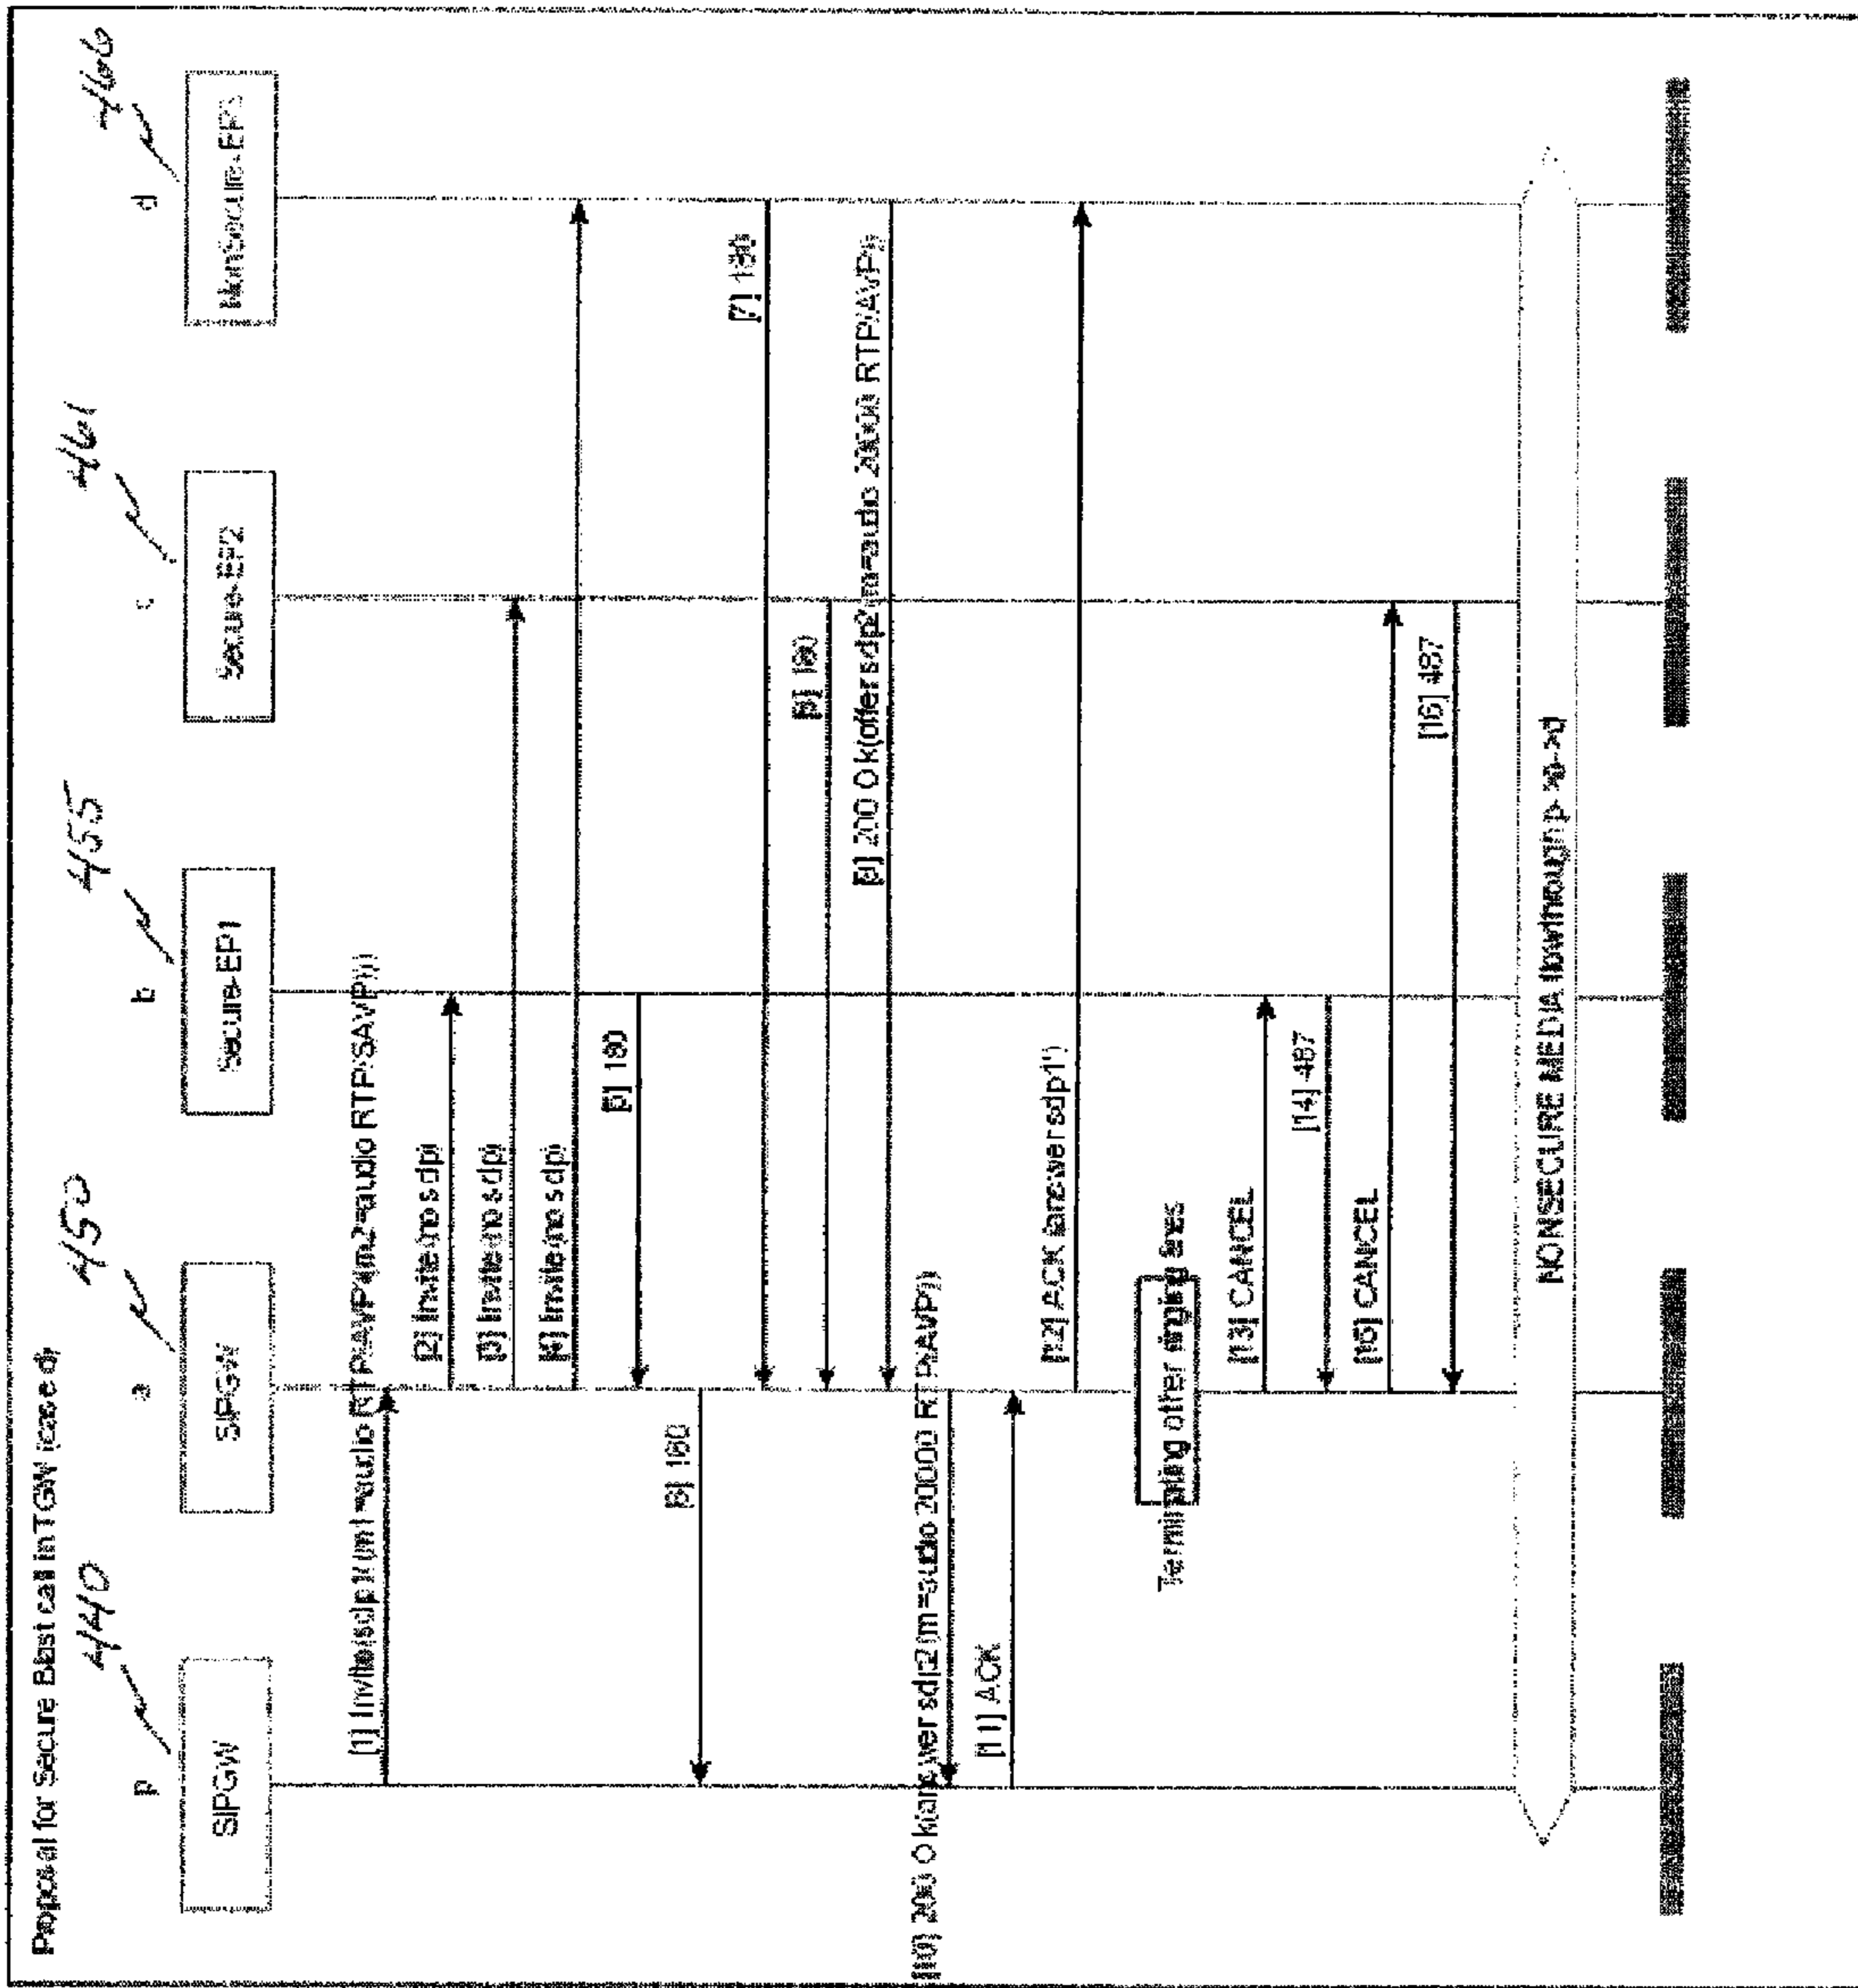 Proposal for Secure Best call in TGW (case d)
440
450
455
461
466
p
a
b
c
d
SIPGW
SIPGW
Secure-EP1
Secure-EP2
NonSecure-EP3
[1] Invite(sdp1(m1=audio RTP/AVP)(m2=audio RTP/SAVP)))
[2] Invite(no sdp)
[3] Invite(no sdp)
[4] Invite(no sdp)
[5] 180
[6] 180
[7] 180
[8] 180
[9] 200 Ok(offer sdp2(m=audio 20000 RTP/AVP))
[10] 200 Ok(answer sdp2(m=audio 20000 RTP/AVP))
[11] ACK
[12] ACK (answer sdp1")
Terminating other ringing lines
[13] CANCEL
[14] 487
[15] CANCEL
[16] 487
NONSECURE MEDIA